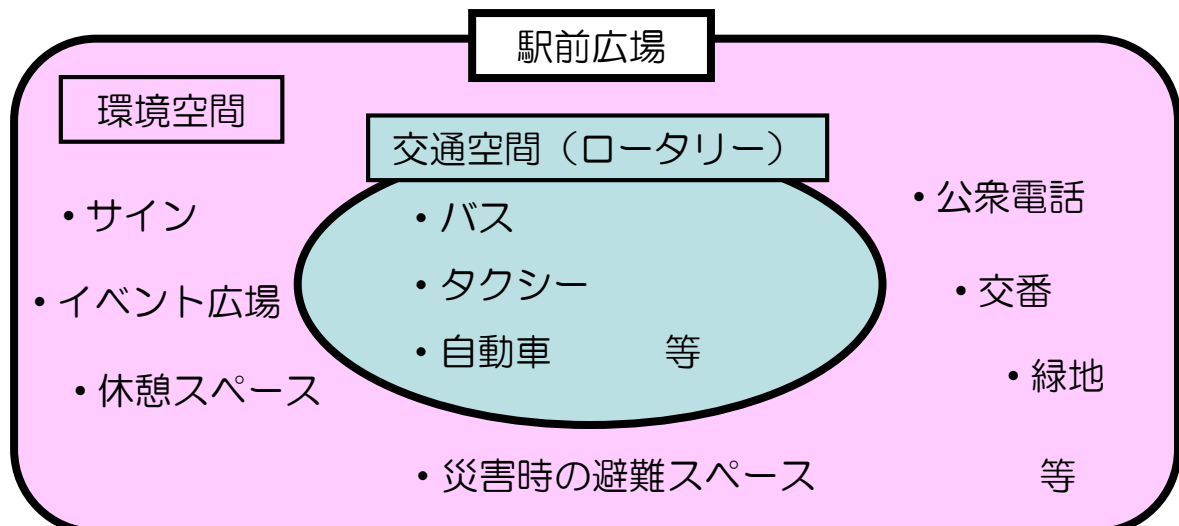 駅前広場
環境空間
交通空間（ロータリー）
・サイン
・イベント広場
・休憩スペース
・バス
・タクシー
・自動車　　　等
・公衆電話
・交番
・緑地
・災害時の避難スペース　　　　　　等